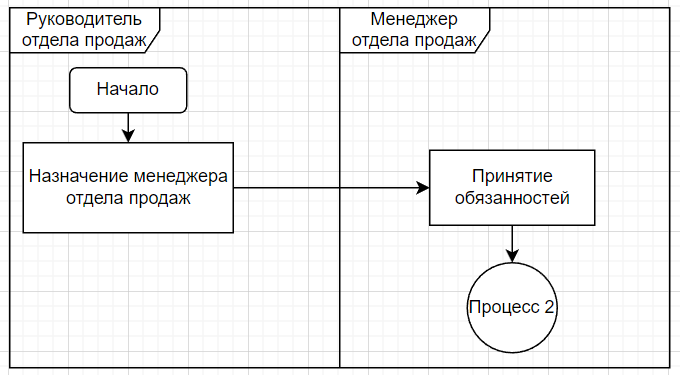 Руководитель
отдела продаж
Менеджер
отдела продаж
Начало
Назначение менеджера
отдела продаж
Принятие
обязанностей
Процесс 2